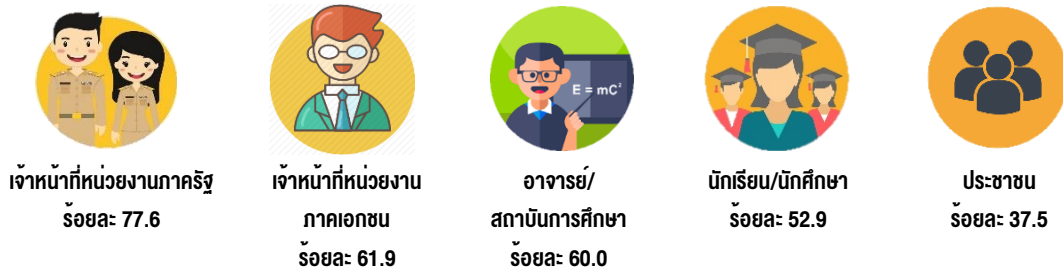 E = mC²
เจ้าหน้าที่หน่วยงานภาครัฐ
ร้อยละ 77.6
เจ้าหน้าที่หน่วยงาน
ภาคเอกชน
ร้อยละ 61.9
อาจารย์/
สถาบันการศึกษา
ร้อยละ 60.0
นักเรียน/นักศึกษา
ร้อยละ 52.9
ประชาชน
ร้อยละ 37.5